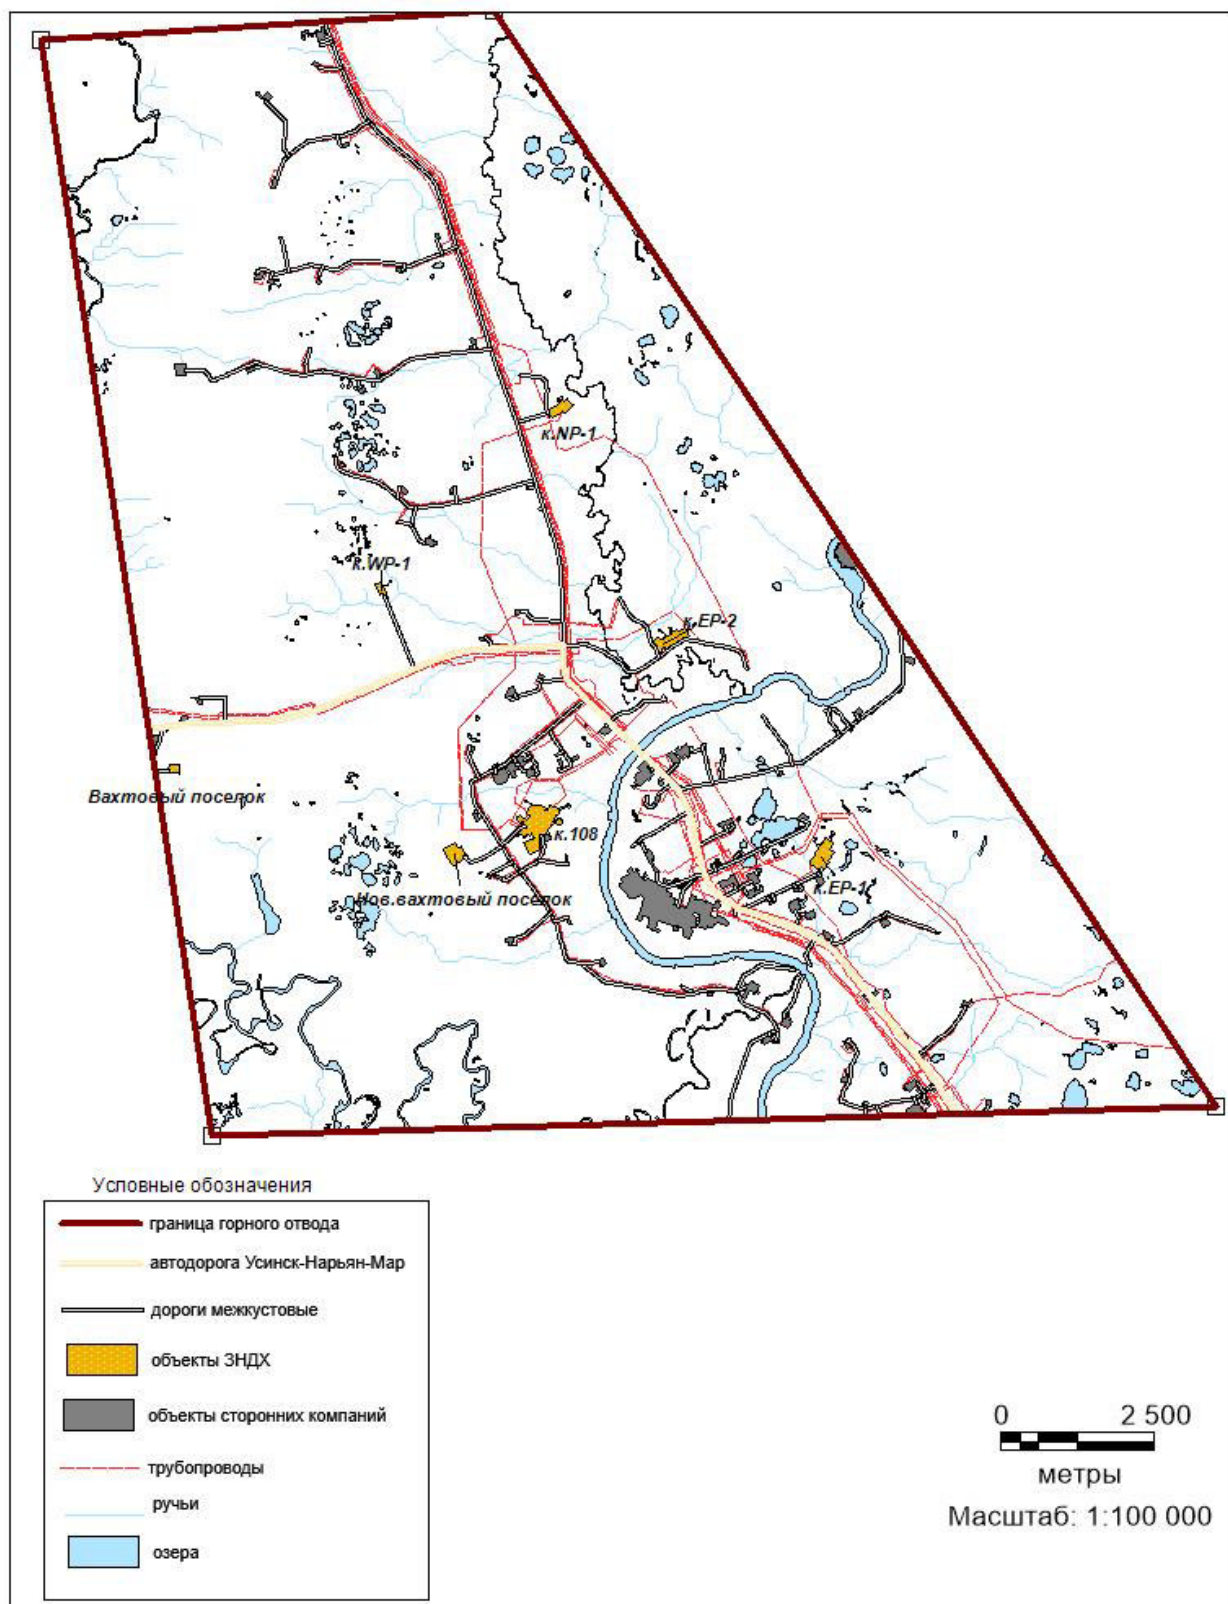 к.NP-1
к.WP-1
к.EP-2
Вахтовый поселок
к.108
к.EP-1
Нов.вахтовый поселок
Условные обозначения
граница горного отвода
автодорога Усинск-Нарьян-Мар
дороги межкустовые
объекты ЗНДХ
объекты сторонних компаний
трубопроводы
ручьи
озера
0 2 500
метры
Масштаб: 1:100 000